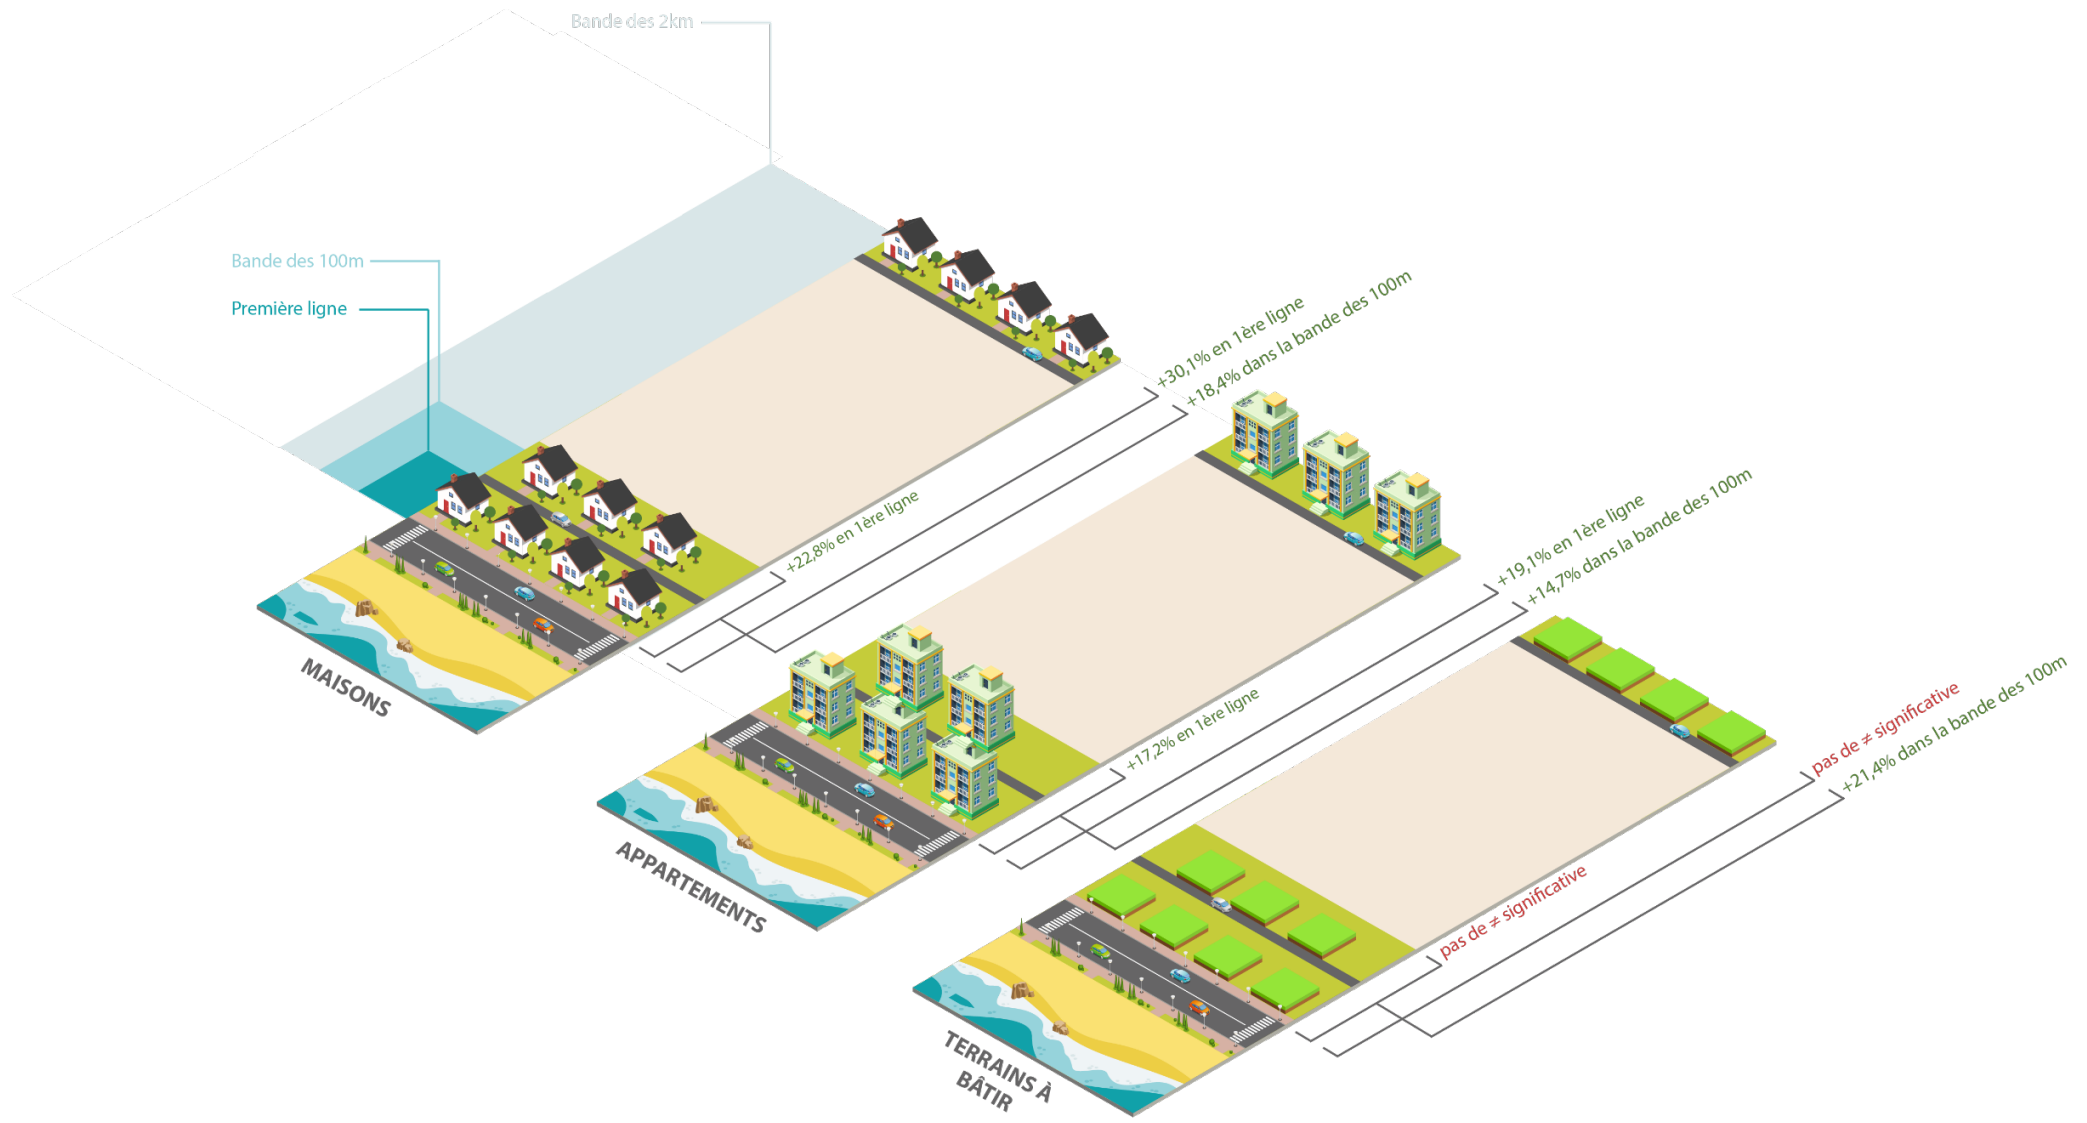 Bande des 2km
Bande des 100m
Première ligne
+30,1% en 1ère ligne
+18,4% dans la bande des 100m
+22,8% en 1ère ligne
MAISONS
+19,1% en 1ère ligne
+14,7% dans la bande des 100m
+17,2% en 1ère ligne
APPARTEMENTS
pas de ≠ significative
+21,4% dans la bande des 100m
pas de ≠ significative
TERRAINS À
BÂTIR